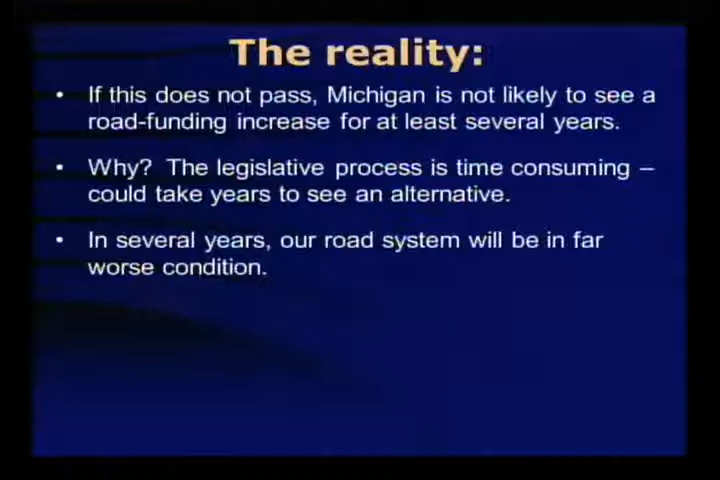 The reality:
• If this does not pass, Michigan is not likely to see a
road-funding increase for at least several years.
• Why? The legislative process is time consuming –
could take years to see an alternative.
• In several years, our road system will be in far
worse condition.